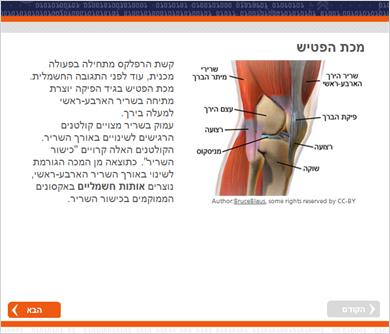 מכת הפטיש
קשת הרפלקס מתחילה בפעולה
מכנית, עוד לפני התגובה החשמלית.
מכת הפטיש בגיד הפיקה יוצרת
מתיחה בשריר הארבע-ראשי
למעלה בירך.
עמוק בשריר מצויים קולטנים
הרגישים לשינויים באורך השריר.
הקולטנים האלה קרויים "כישור
השריר". כתוצאה מן המכה הגורמת
לשינוי באורך השריר הארבע-ראשי,
נוצרים אותות חשמליים באקסונים
הממוקמים בכישור השריר.
שריר הירך
הארבע-ראשי
פיקת הברך
רצועה
שוקה
שרירי
מיתר הברך
עצם הירך
רצועה
מניסקוס
Author:BruceBlaus, some rights reserved by CC-BY
הקודם
הבא